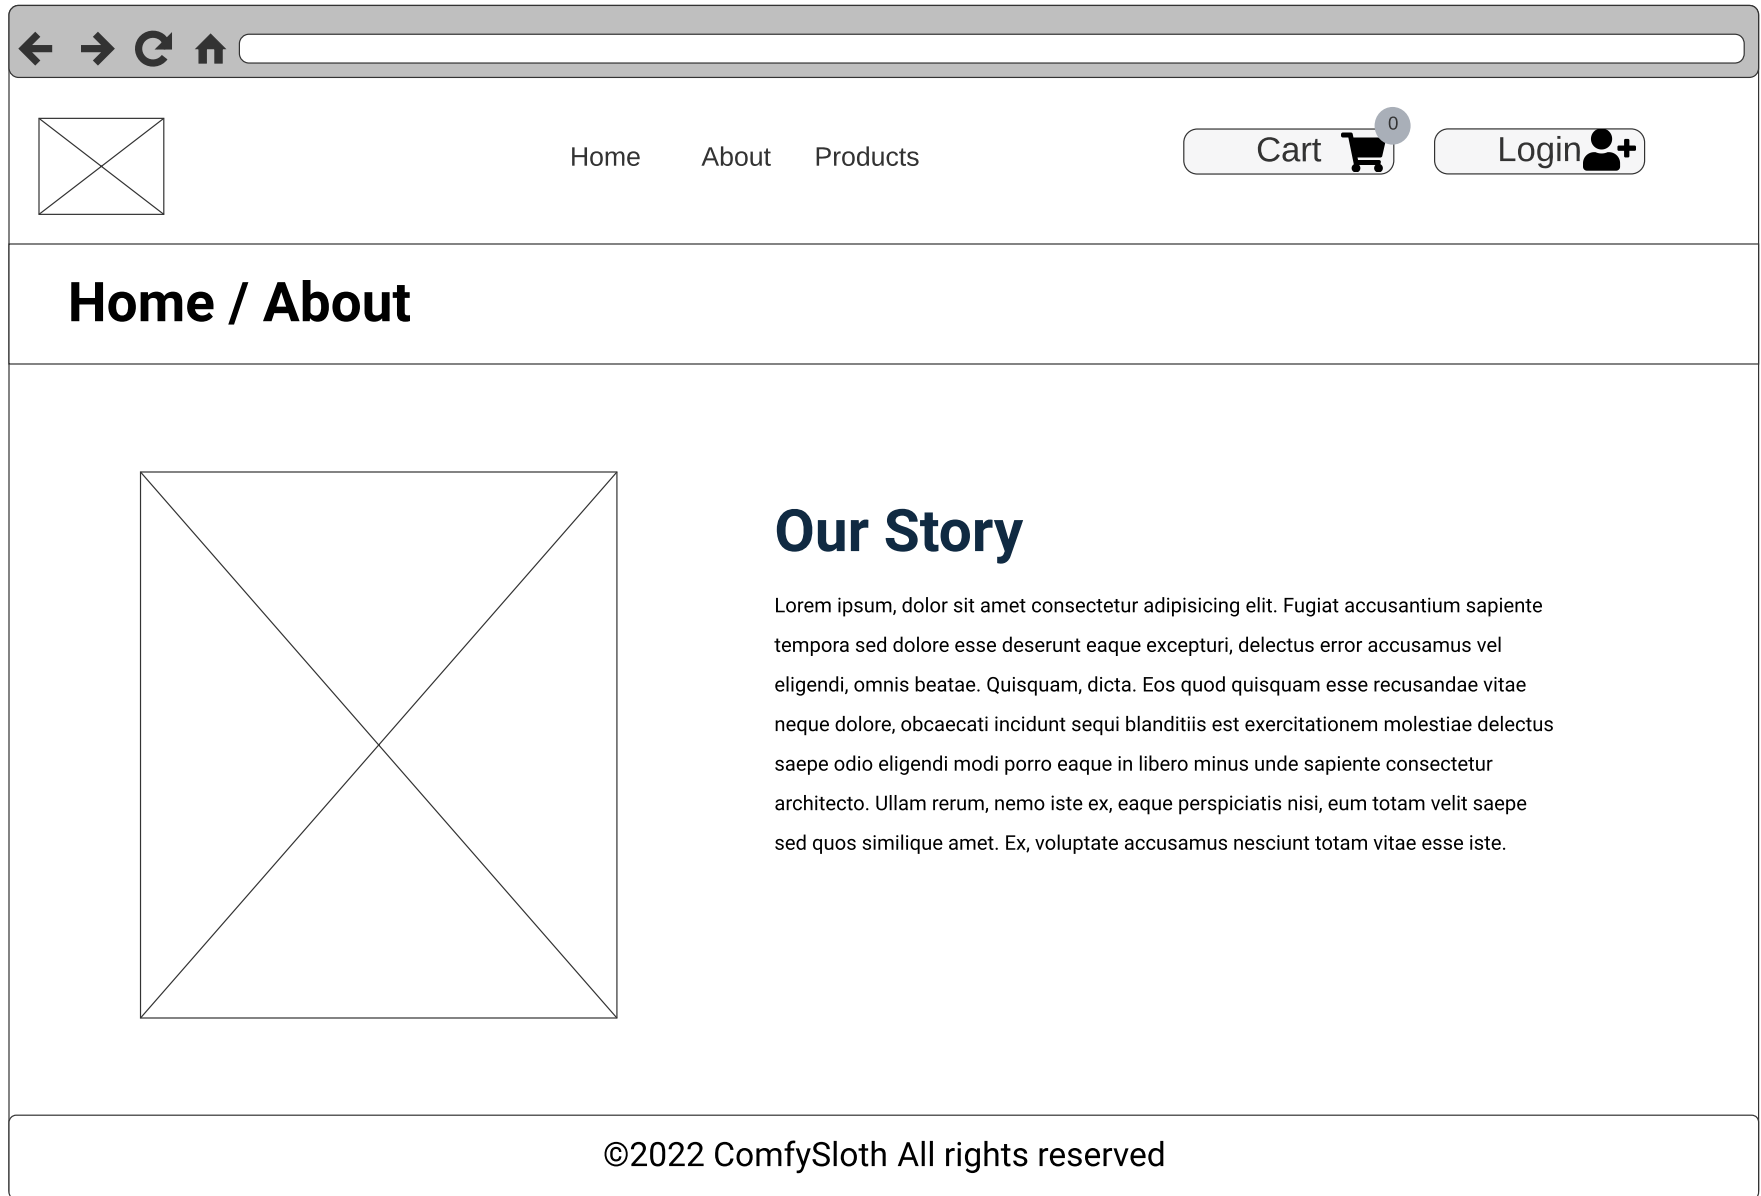 Home About Products Cart 0 Login
Home / About
Our Story
Lorem ipsum, dolor sit amet consectetur adipisicing elit. Fugiat accusantium sapiente
tempora sed dolore esse deserunt eaque excepturi, delectus error accusamus vel
eligendi, omnis beatae. Quisquam, dicta. Eos quod quisquam esse recusandae vitae
neque dolore, obcaecati incidunt sequi blanditiis est exercitationem molestiae delectus
saepe odio eligendi modi porro eaque in libero minus unde sapiente consectetur
architecto. Ullam rerum, nemo iste ex, eaque perspiciatis nisi, eum totam velit saepe
sed quos similique amet. Ex, voluptate accusamus nesciunt totam vitae esse iste.
©2022 ComfySloth All rights reserved